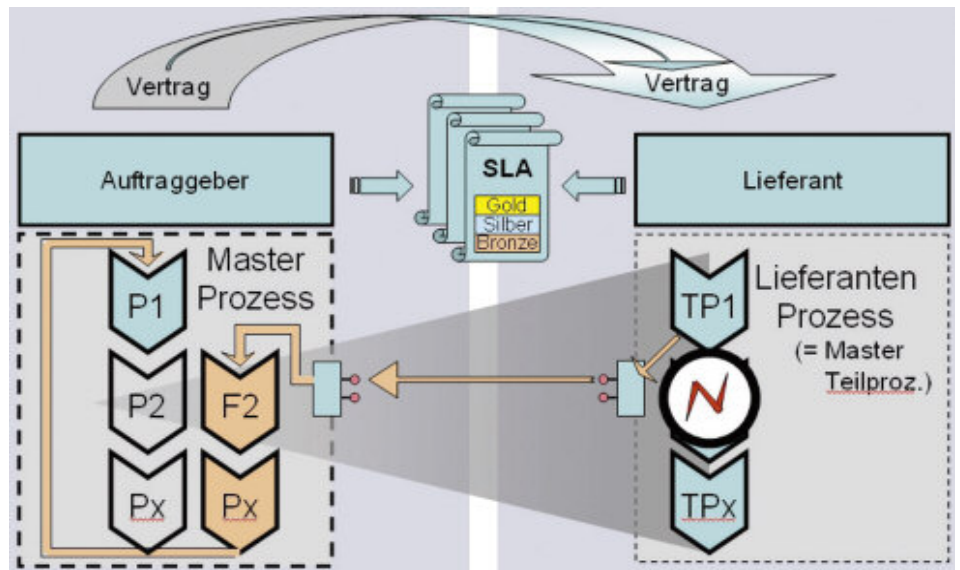 Vertrag
Vertrag
Auftraggeber
SLA
Gold
Silber
Bronze
Lieferant
Master
Prozess
P1
P2
Px
F2
Px
TP1
TPx
Lieferanten
Prozess
(= Master
Teilproz.)